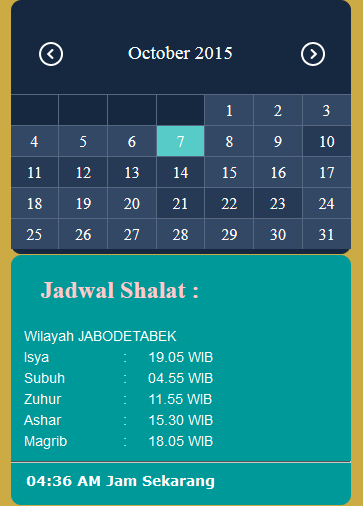 October 2015
1 2 3
4 5 6 7 8 9 10
11 12 13 14 15 16 17
18 19 20 21 22 23 24
25 26 27 28 29 30 31
Jadwal Shalat :
Wilayah JABODETABEK
Isya : 19.05 WIB
Subuh : 04.55 WIB
Zuhur : 11.55 WIB
Ashar : 15.30 WIB
Magrib : 18.05 WIB
04:36 AM Jam Sekarang